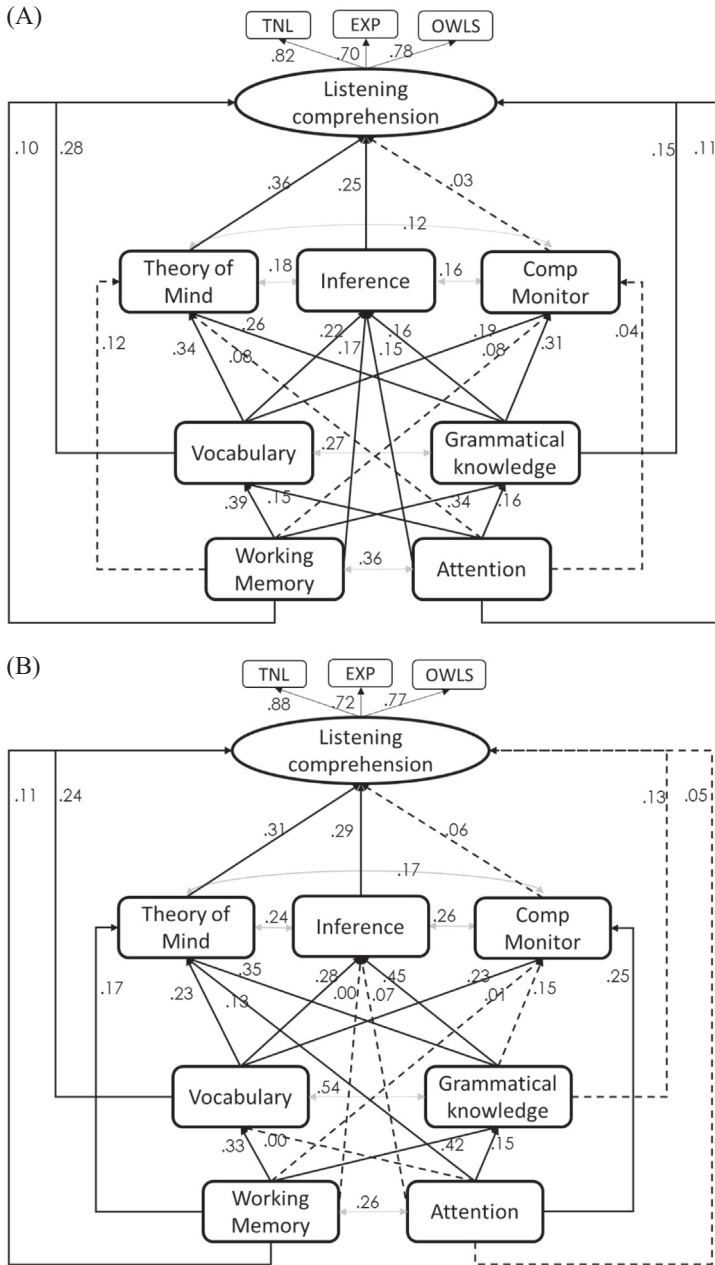 (A)
TNL EXP OWLS
.82 .70 .78
Listening
comprehension
.10 .28 .15 .11
.36 .25 .03
.12
Theory of
Mind
.18
Inference
.16
Comp
Monitor
.12 .34 .08 .26 .22 .17 .16 .15 .19 .08 .31 .04
Vocabulary
.27
Grammatical
knowledge
.39 .15 .34 .16
Working
Memory
.36
Attention
(B)
TNL EXP OWLS
.88 .72 .77
Listening
comprehension
.11 .24 .13 .05
.31 .29 .06
.17
Theory of
Mind
.24
Inference
.26
Comp
Monitor
.17 .23 .13 .35 .28 .00 .45 .07 .23 .01 .15 .25
Vocabulary
.54
Grammatical
knowledge
.33 .00 .42 .15
Working
Memory
.26
Attention